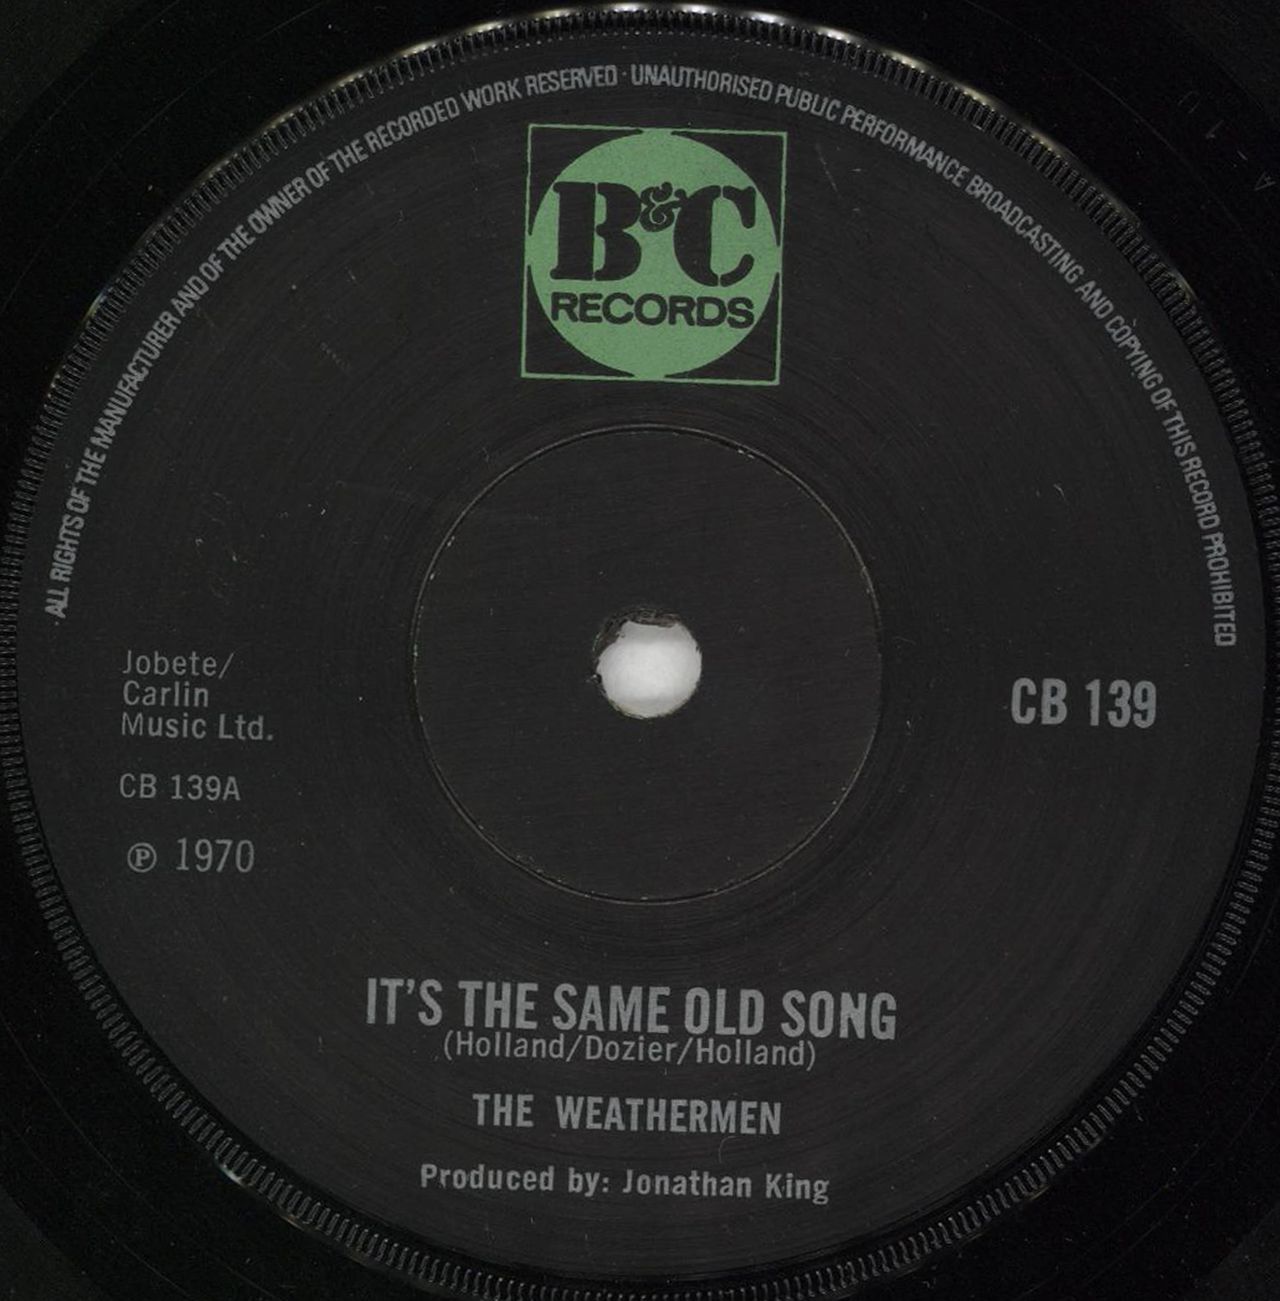 ALL RIGHTS OF THE MANUFACTURER AND OF THE OWNER OF THE RECORDED WORK RESERVED · UNAUTHORISED PUBLIC PERFORMANCE BROADCASTING AND COPYING OF THIS RECORD PROHIBITED
B&C
RECORDS
Jobete/
Carlin
Music Ltd.
CB 139A
Ⓟ 1970
CB 139
IT'S THE SAME OLD SONG
(Holland/Dozier/Holland)
THE WEATHERMEN
Produced by: Jonathan King